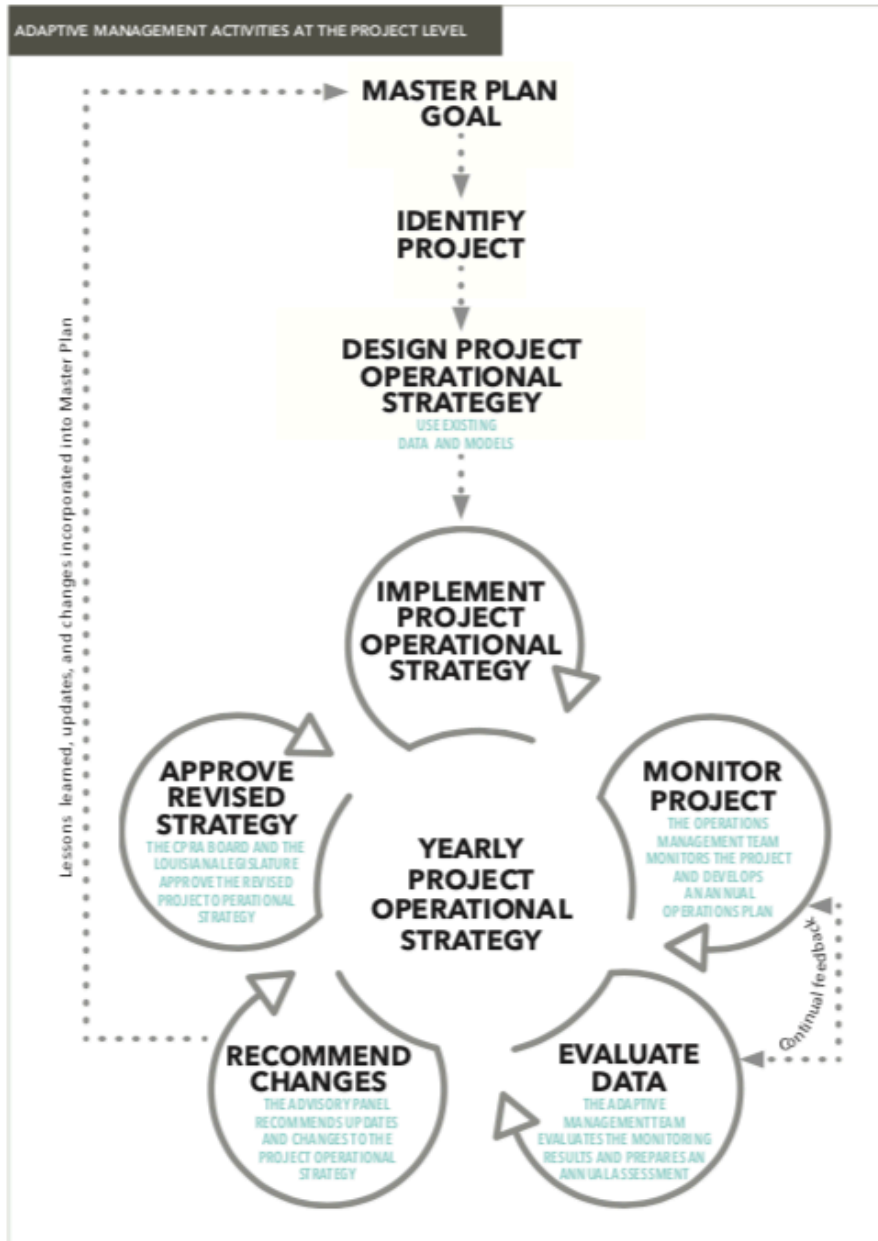 ADAPTIVE MANAGEMENT ACTIVITIES AT THE PROJECT LEVEL
MASTER PLAN
GOAL
IDENTIFY
PROJECT
DESIGN PROJECT
OPERATIONAL
STRATEGEY
USE EXISTING
DATA AND MODELS
Lessons learned, updates, and changes incorporated into Master Plan
IMPLEMENT
PROJECT
OPERATIONAL
STRATEGY
MONITOR
PROJECT
THE OPERATIONS
MANAGEMENT TEAM
MONITORS THE PROJECT
AND DEVELOPS
AN ANNUAL
OPERATIONS PLAN
Continual feedback
EVALUATE
DATA
THE ADAPTIVE
MANAGEMENT TEAM
EVALUATES THE MONITORING
RESULTS AND PREPARES AN
ANNUAL ASSESSMENT
RECOMMEND
CHANGES
THE ADVISORY PANEL
RECOMMENDS UPDATES
AND CHANGES TO THE
PROJECT OPERATIONAL
STRATEGY
APPROVE
REVISED
STRATEGY
THE CPRA BOARD AND THE
LOUISIANA LEGISLATURE
APPROVE THE REVISED
PROJECT O PERATIONAL
STRATEGY
YEARLY
PROJECT
OPERATIONAL
STRATEGY